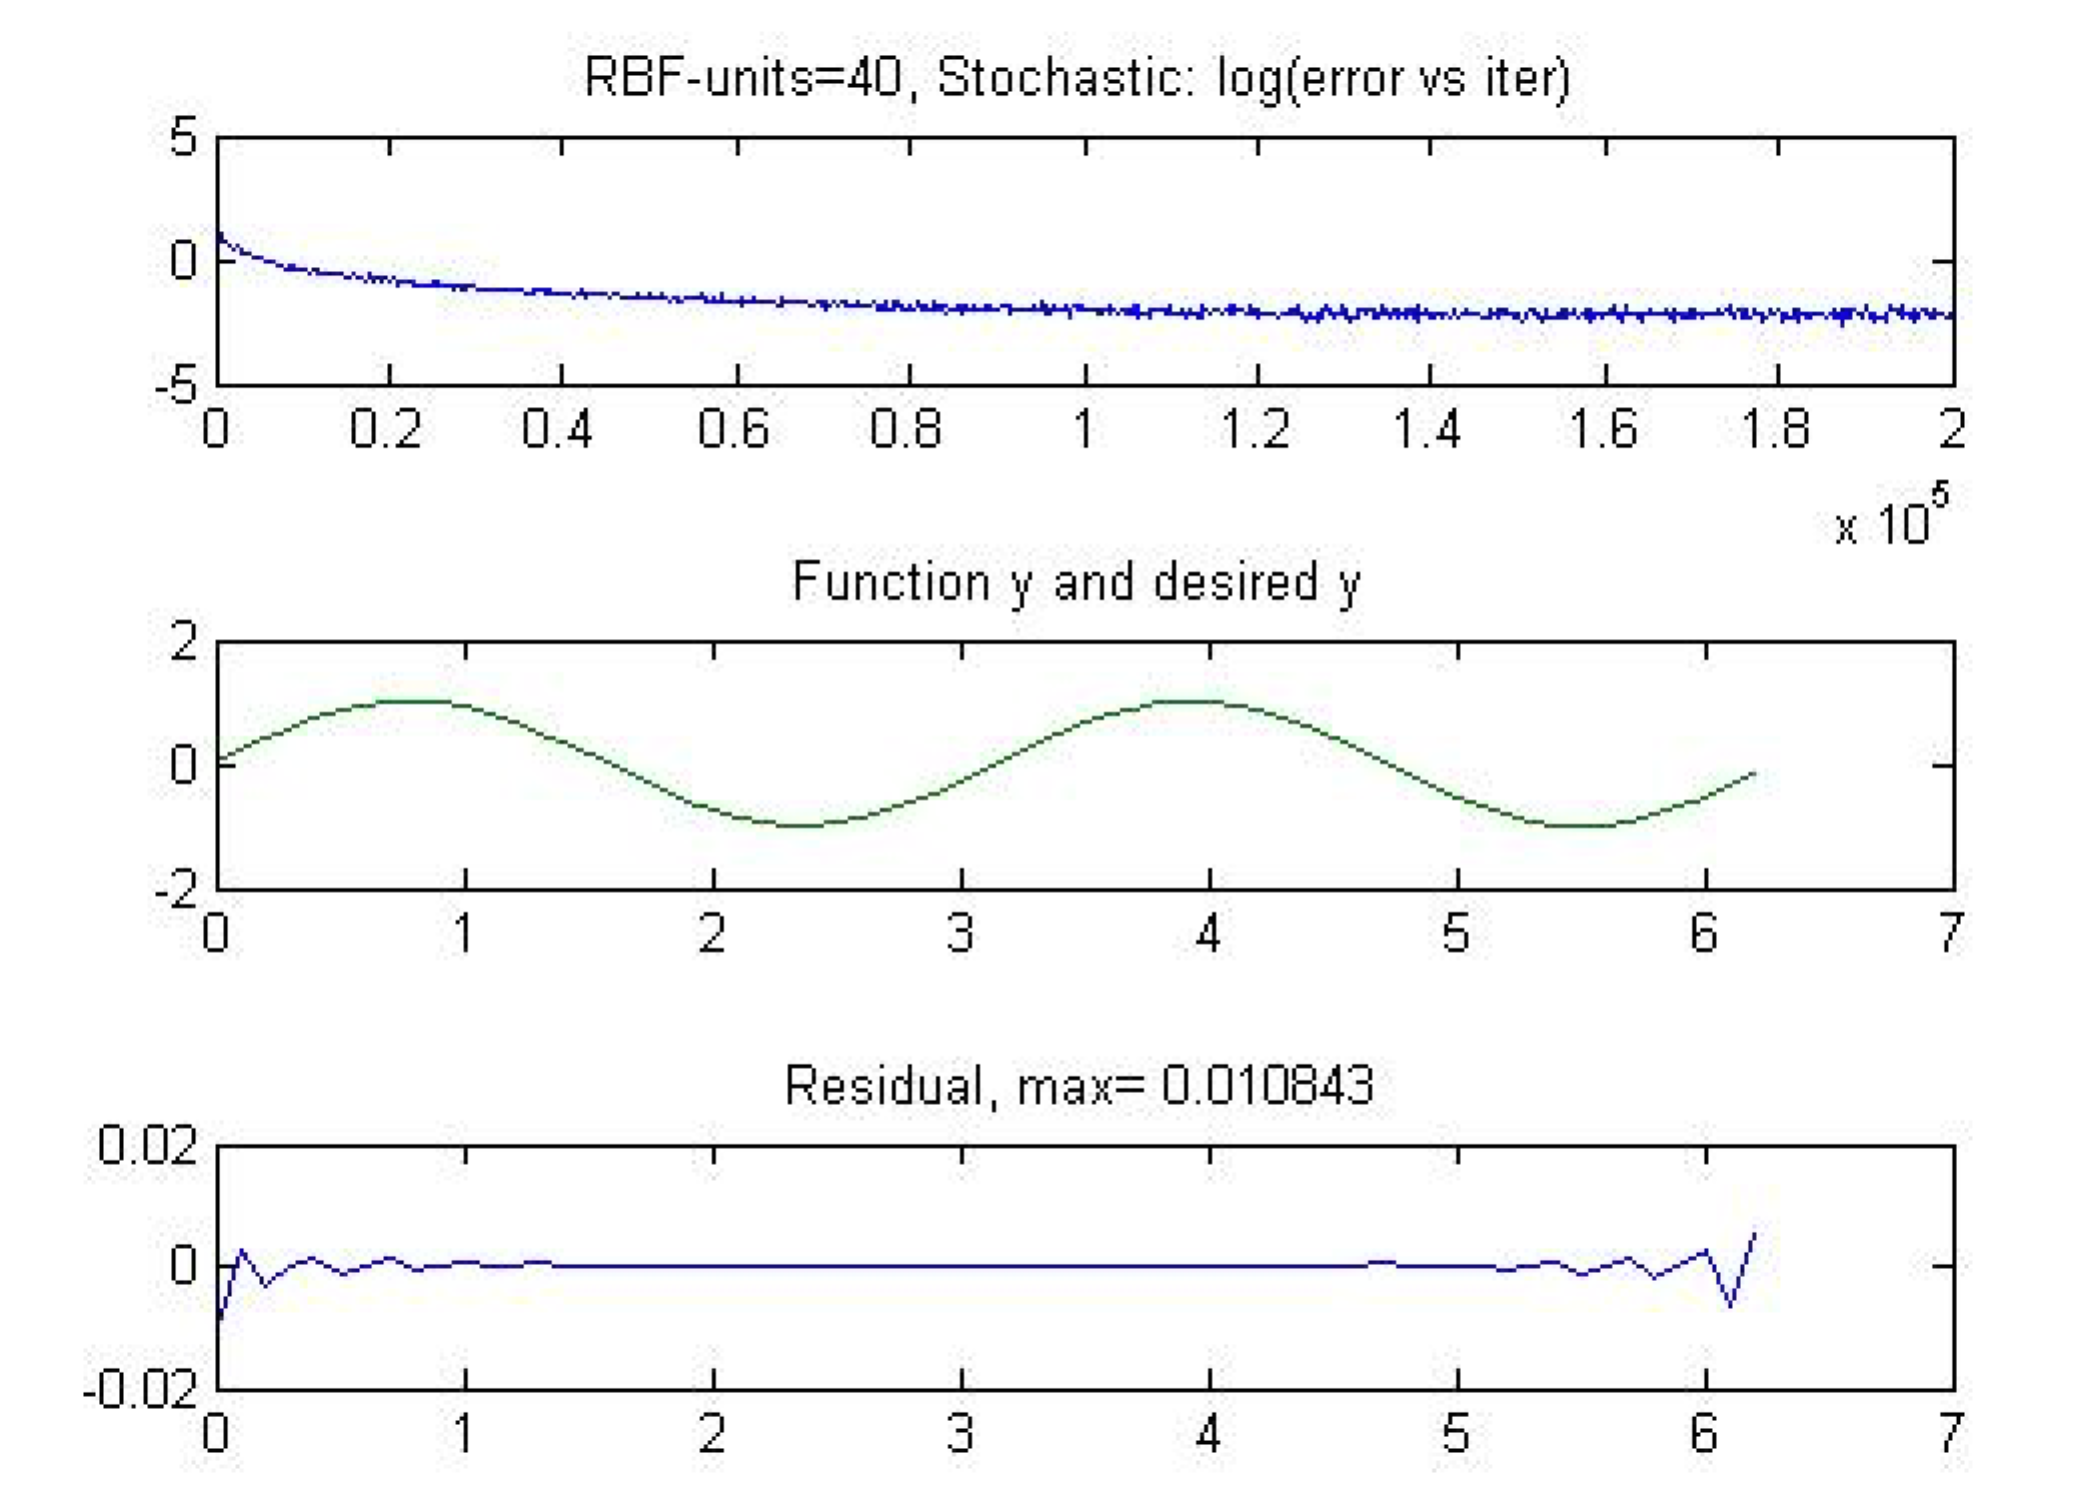 RBF-units=40, Stochastic: log(error vs iter)
5
0
-5
0 0.2 0.4 0.6 0.8 1 1.2 1.4 1.6 1.8 2
x 10^5
Function y and desired y
2
0
-2
0 1 2 3 4 5 6 7
Residual, max= 0.010843
0.02
0
-0.02
0 1 2 3 4 5 6 7